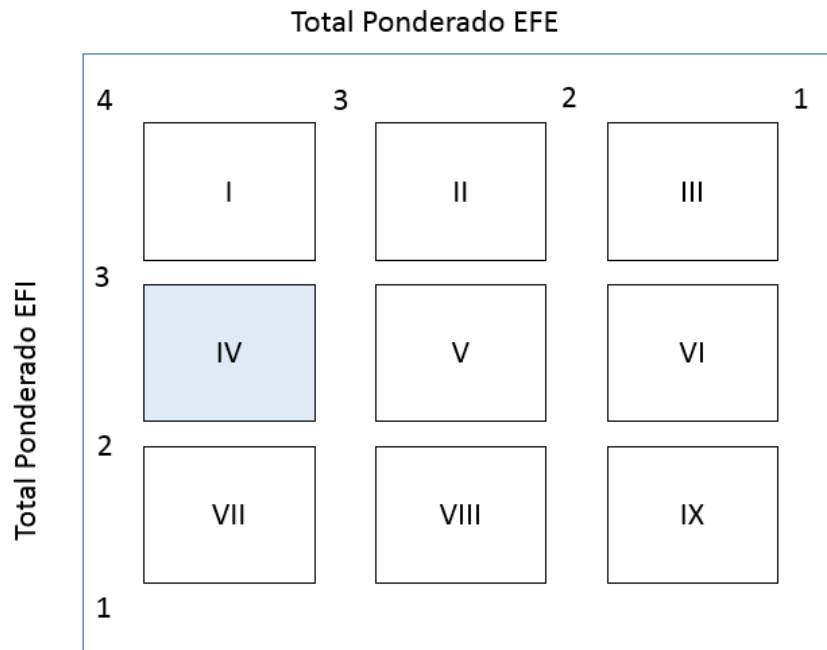 Total Ponderado EFE
4 3 2 1
I II III
3
Total Ponderado EFI
IV V VI
2
VII VIII IX
1